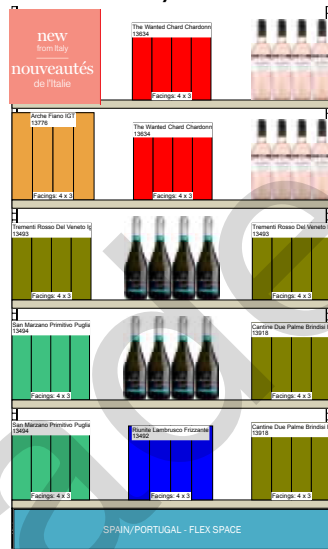 new
from Italy
nouveautés
de l'Italie
The Wanted Chard Chardonn
13634
Facings: 4 x 3
Arche Fiano IGT
13776
The Wanted Chard Chardonn
13634
Facings: 4 x 3
Facings: 4 x 3
Trementi Rosso Del Veneto Ig
13493
Trementi Rosso Del Veneto I
13493
Facings: 4 x 3
Facings: 4 x 3
San Marzano Primitivo Puglia
13494
Cantine Due Palme Brindisi
13918
Facings: 4 x 3
Facings: 4 x 3
San Marzano Primitivo Puglia
13494
Riunite Lambrusco Frizzante
13492
Cantine Due Palme Brindisi
13918
Facings: 4 x 3
Facings: 4 x 3
Facings: 4 x 3
SPAIN/PORTUGAL - FLEX SPACE